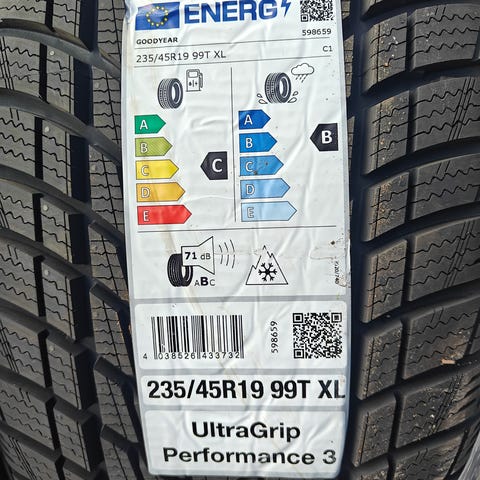 ENERG
GOODYEAR 598659
235/45R19 99T XL C1
A A
B B B
C C C
D D
E E
71 dB
ABC
598659
4 038526 433732
235/45R19 99T XL
UltraGrip
Performance 3